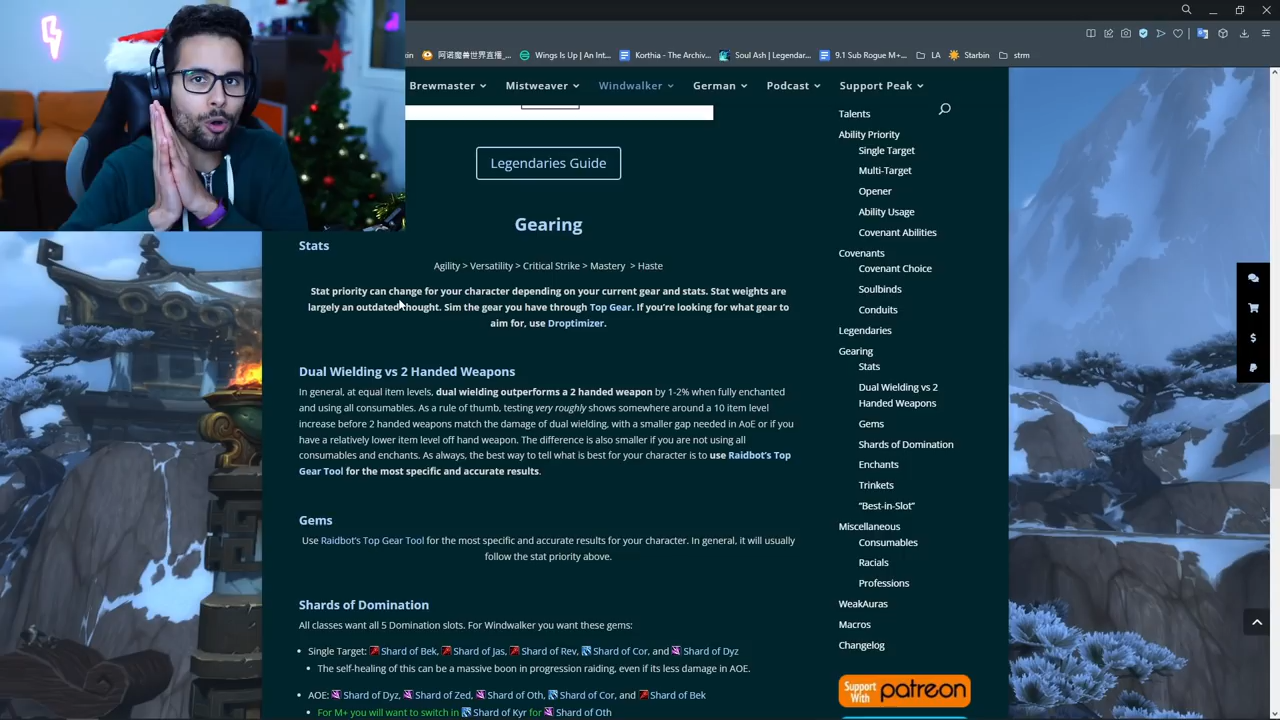 kin
阿诺魔兽世界直播_...
Wings Is Up | An Int...
Korthia - The Archiv...
Soul Ash | Legendar...
9.1 Sub Rogue M+...
LA
Starbin
strm
Brewmaster
Mistweaver
Windwalker
German
Podcast
Support Peak
Legendaries Guide
Gearing
Stats
Agility > Versatility > Critical Strike > Mastery > Haste
Stat priority can change for your character depending on your current gear and stats. Stat weights are
largely an outdated thought. Sim the gear you have through Top Gear. If you're looking for what gear to
aim for, use Droptimizer.
Dual Wielding vs 2 Handed Weapons
In general, at equal item levels, dual wielding outperforms a 2 handed weapon by 1-2% when fully enchanted
and using all consumables. As a rule of thumb, testing very roughly shows somewhere around a 10 item level
increase before 2 handed weapons match the damage of dual wielding, with a smaller gap needed in AoE or if you
have a relatively lower item level off hand weapon. The difference is also smaller if you are not using all
consumables and enchants. As always, the best way to tell what is best for your character is to use Raidbot's Top
Gear Tool for the most specific and accurate results.
Gems
Use Raidbot's Top Gear Tool for the most specific and accurate results for your character. In general, it will usually
follow the stat priority above.
Shards of Domination
All classes want all 5 Domination slots. For Windwalker you want these gems:
Single Target: Shard of Bek, Shard of Jas, Shard of Rev, Shard of Cor, and Shard of Dyz
The self-healing of this can be a massive boon in progression raiding, even if its less damage in AOE.
AOE: Shard of Dyz, Shard of Zed, Shard of Oth, Shard of Cor, and Shard of Bek
For M+ you will want to switch in Shard of Kyr for Shard of Oth
Talents
Ability Priority
Single Target
Multi-Target
Opener
Ability Usage
Covenant Abilities
Covenants
Covenant Choice
Soulbinds
Conduits
Legendaries
Gearing
Stats
Dual Wielding vs 2
Handed Weapons
Gems
Shards of Domination
Enchants
Trinkets
"Best-in-Slot"
Miscellaneous
Consumables
Racials
Professions
WeakAuras
Macros
Changelog
Support
With patreon